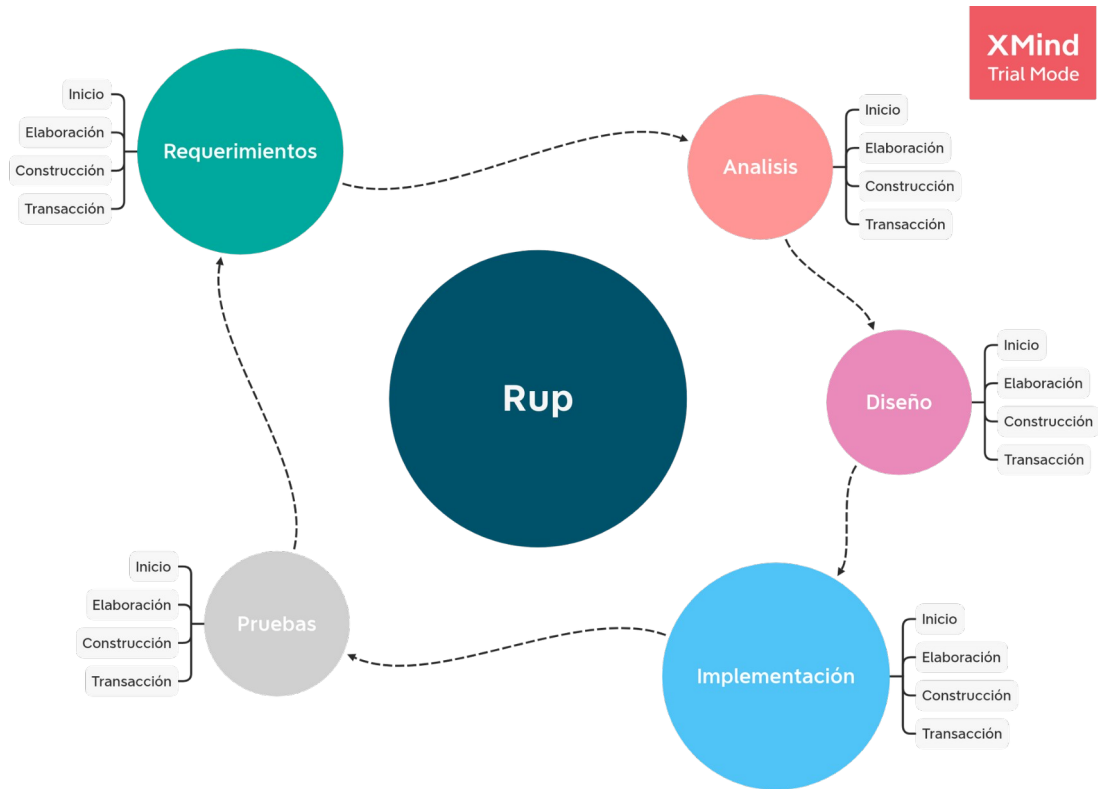 XMind
Trial Mode
Requerimientos
Inicio
Elaboración
Construcción
Transacción
Analisis
Inicio
Elaboración
Construcción
Transacción
Rup
Diseño
Inicio
Elaboración
Construcción
Transacción
Implementación
Inicio
Elaboración
Construcción
Transacción
Pruebas
Inicio
Elaboración
Construcción
Transacción